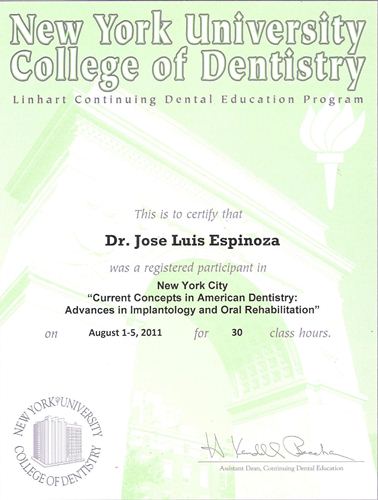 New York University
College of Dentistry
Linhart Continuing Dental Education Program
This is to certify that
Dr. Jose Luis Espinoza
was a registered participant in
New York City
“Current Concepts in American Dentistry:
Advances in Implantology and Oral Rehabilitation”
on August 1-5, 2011 for 30 class hours.
NEW YORK UNIVERSITY
COLLEGE OF DENTISTRY
Assistant Dean, Continuing Dental Education